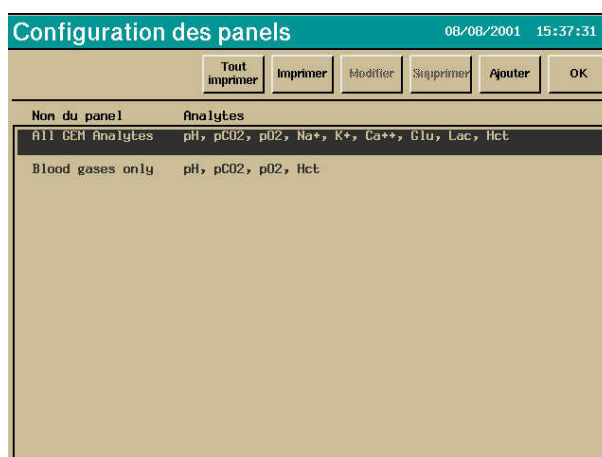 Configuration des panels 08/08/2001 15:37:31
Tout imprimer Imprimer Modifier Supprimer Ajouter OK
Nom du panel Analytes
All GEM Analytes pH, pCO2, pO2, Na+, K+, Ca++, Glu, Lac, Hct
Blood gases only pH, pCO2, pO2, Hct